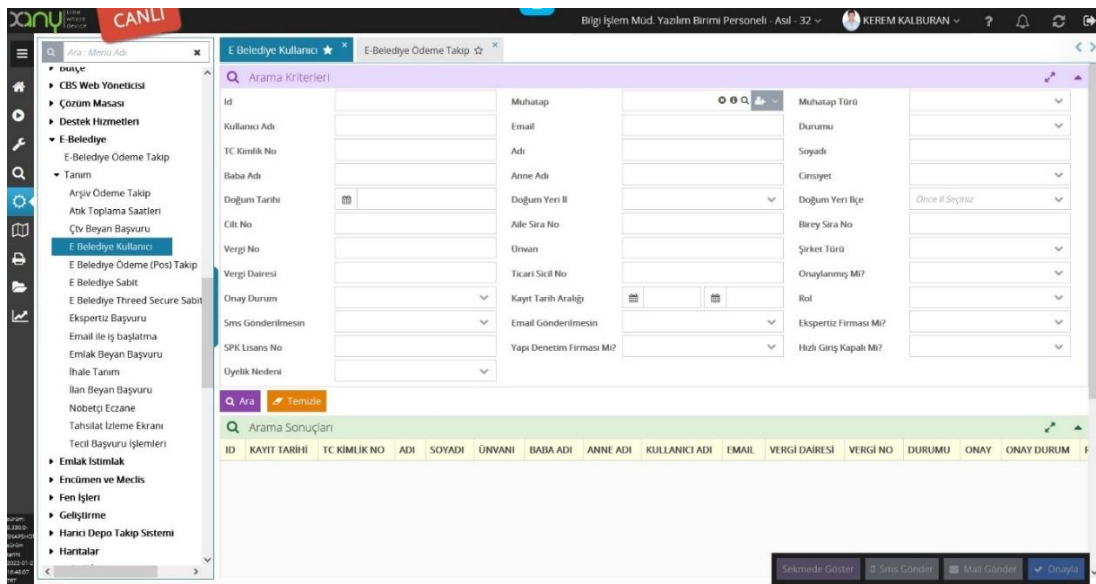 xany time where device
CANLI
Bilgi İşlem Müd. Yazılım Birimi Personeli - Asil - 32
KEREM KALBURAN
?
Ara : Menü Adı
E Belediye Kullanıcı ★ ×
E-Belediye Ödeme Takip ☆ ×
Bütçe
CBS Web Yöneticisi
Çözüm Masası
Destek Hizmetleri
E-Belediye
E-Belediye Ödeme Takip
Tanım
Arşiv Ödeme Takip
Atık Toplama Saatleri
Çtv Beyan Başvuru
E Belediye Kullanıcı
E Belediye Ödeme (Pos) Takip
E Belediye Sabit
E Belediye Threed Secure Sabit
Ekspertiz Başvuru
Email ile iş başlatma
Emlak Beyan Başvuru
İhale Tanım
İlan Beyan Başvuru
Nöbetçi Eczane
Tahsilat İzleme Ekranı
Tecil Başvuru İşlemleri
Emlak İstimlak
Encümen ve Meclis
Fen İşleri
Geliştirme
Harici Depo Takip Sistemi
Haritalar
Arama Kriterleri
Id Muhatap Muhatap Türü
Kullanıcı Adı Email Durumu
TC Kimlik No Adı Soyadı
Baba Adı Anne Adı Cinsiyet
Doğum Tarihi Doğum Yeri İl Doğum Yeri İlçe Önce İl Seçiniz
Cilt No Aile Sıra No Birey Sira No
Vergi No Ünvan Şirket Türü
Vergi Dairesi Ticari Sicil No Onaylanmış Mi?
Onay Durum Kayıt Tarih Aralığı Rol
Sms Gönderilmesin Email Gönderilmesin Ekspertiz Firması Mi?
SPK Lisans No Yapı Denetim Firması Mi? Hızlı Giriş Kapalı Mi?
Üyelik Nedeni
Ara Temizle
Arama Sonuçları
ID KAYIT TARİHİ TC KİMLİK NO ADI SOYADI ÜNVANI BABA ADI ANNE ADI KULLANICI ADI EMAIL VERGİ DAİRESİ VERGİ NO DURUMU ONAY ONAY DURUM
Sekmede Göster Sms Gönder Mail Gönder Onayla